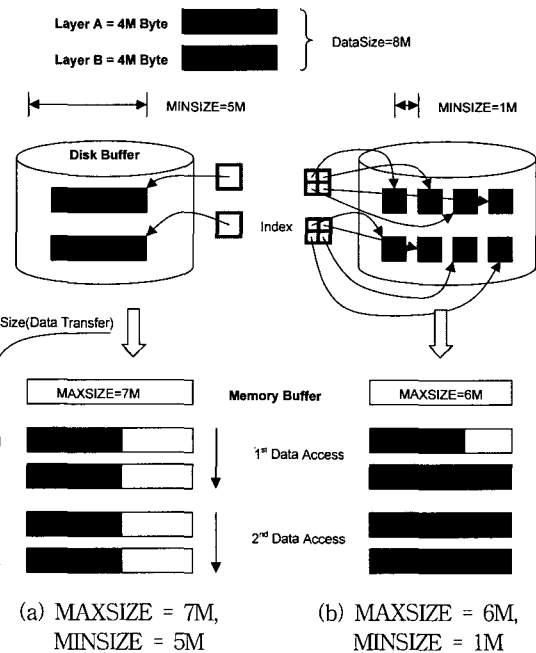 Layer A = 4M Byte
Layer B = 4M Byte
DataSize=8M
MINSIZE=5M
MINSIZE=1M
Disk Buffer
Index
Size(Data Transfer)
MAXSIZE=7M
Memory Buffer
MAXSIZE=6M
1st Data Access
2nd Data Access
(a) MAXSIZE = 7M,
MINSIZE = 5M
(b) MAXSIZE = 6M,
MINSIZE = 1M